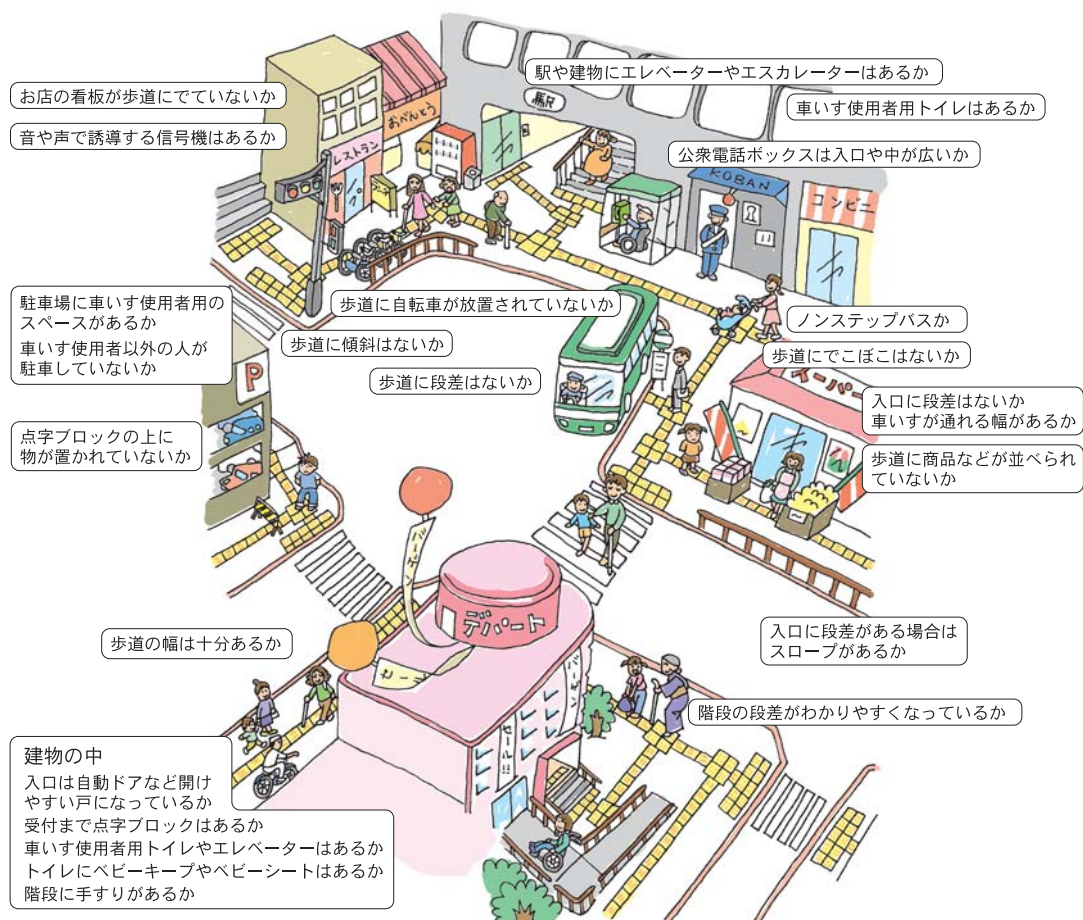 お店の看板が歩道にでていないか
音や声で誘導する信号機はあるか
駅や建物にエレベーターやエスカレーターはあるか
車いす使用者用トイレはあるか
公衆電話ボックスは入口や中が広いか
駅
おべんとう
レストラン
KOBAN
コンビニ
駐車場に車いす使用者用の
スペースがあるか
車いす使用者以外の人が
駐車していないか
歩道に自転車が放置されていないか
歩道に傾斜はないか
歩道に段差はないか
ノンステップバスか
歩道にでこぼこはないか
P
スーパー
入口に段差はないか
車いすが通れる幅があるか
点字ブロックの上に
物が置かれていないか
歩道に商品などが並べられ
ていないか
バーゲン
デパート
セール
歩道の幅は十分あるか
入口に段差がある場合は
スロープがあるか
バーゲン
セール!!
階段の段差がわかりやすくなっているか
建物の中
入口は自動ドアなど開け
やすい戸になっているか
受付まで点字ブロックはあるか
車いす使用者用トイレやエレベーターはあるか
トイレにベビーキープやベビーシートはあるか
階段に手すりがあるか